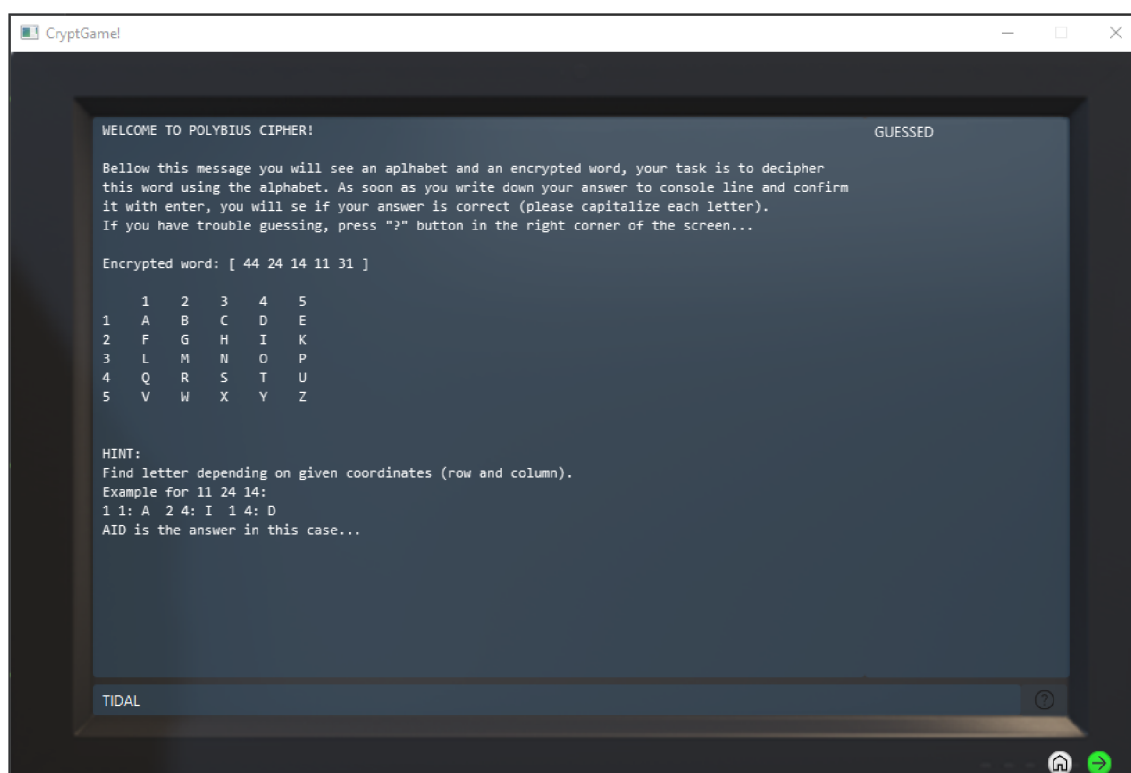 CryptGame!
WELCOME TO POLYBIUS CIPHER!
GUESSED
Bellow this message you will see an aplhabet and an encrypted word, your task is to decipher
this word using the alphabet. As soon as you write down your answer to console line and confirm
it with enter, you will se if your answer is correct (please capitalize each letter).
If you have trouble guessing, press "?" button in the right corner of the screen...
Encrypted word: [ 44 24 14 11 31 ]
1 2 3 4 5
1 A B C D E
2 F G H I K
3 L M N O P
4 Q R S T U
5 V W X Y Z
HINT:
Find letter depending on given coordinates (row and column).
Example for 11 24 14:
1 1: A 2 4: I 1 4: D
AID is the answer in this case...
TIDAL
?